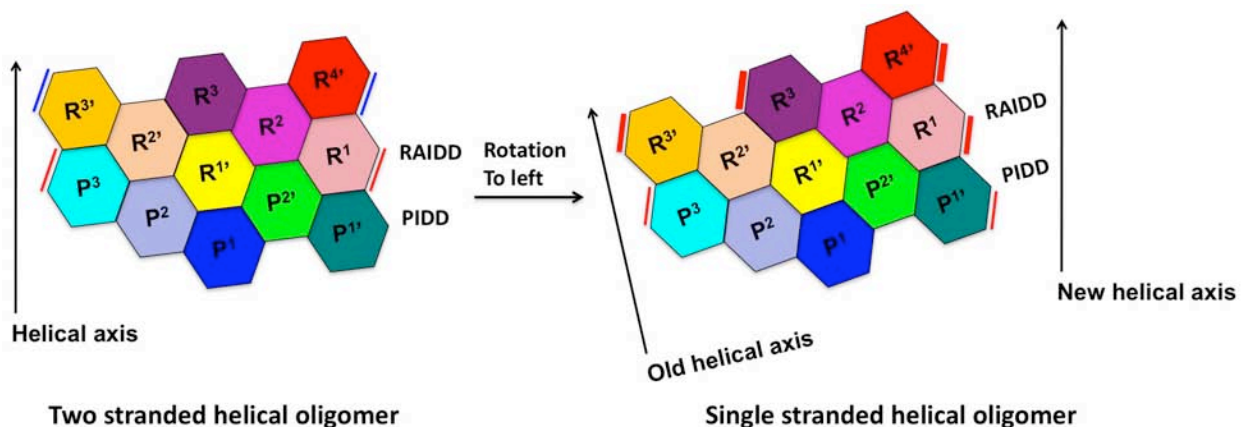 R³'
R³
R⁴'
R²'
R²
R¹'
R¹
RAIDD
P³
P²
P²'
PIDD
P¹
P¹'
Helical axis
Rotation
To left
R⁴'
R³
R²
R³'
R²'
R¹
RAIDD
R¹'
P²'
P¹'
PIDD
P³
P²
P¹
New helical axis
Old helical axis
Two stranded helical oligomer
Single stranded helical oligomer